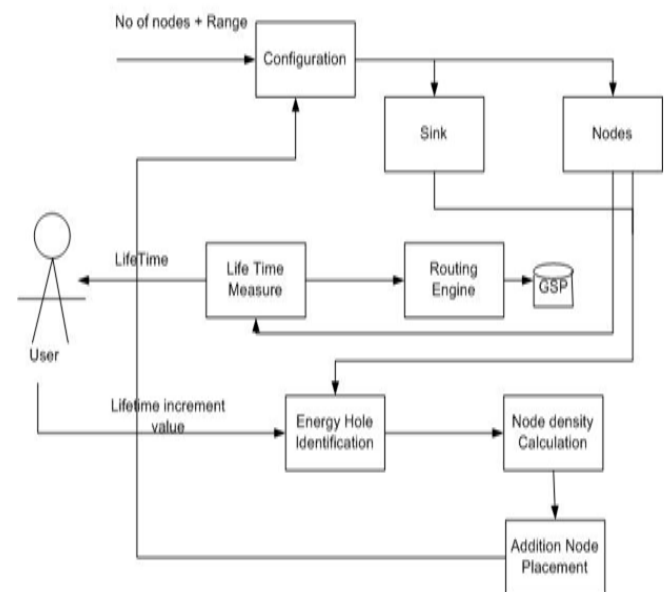 No of nodes + Range
Configuration
Sink
Nodes
LifeTime
Life Time
Measure
Routing
Engine
GSP
User
Lifetime increment
value
Energy Hole
Identification
Node density
Calculation
Addition Node
Placement